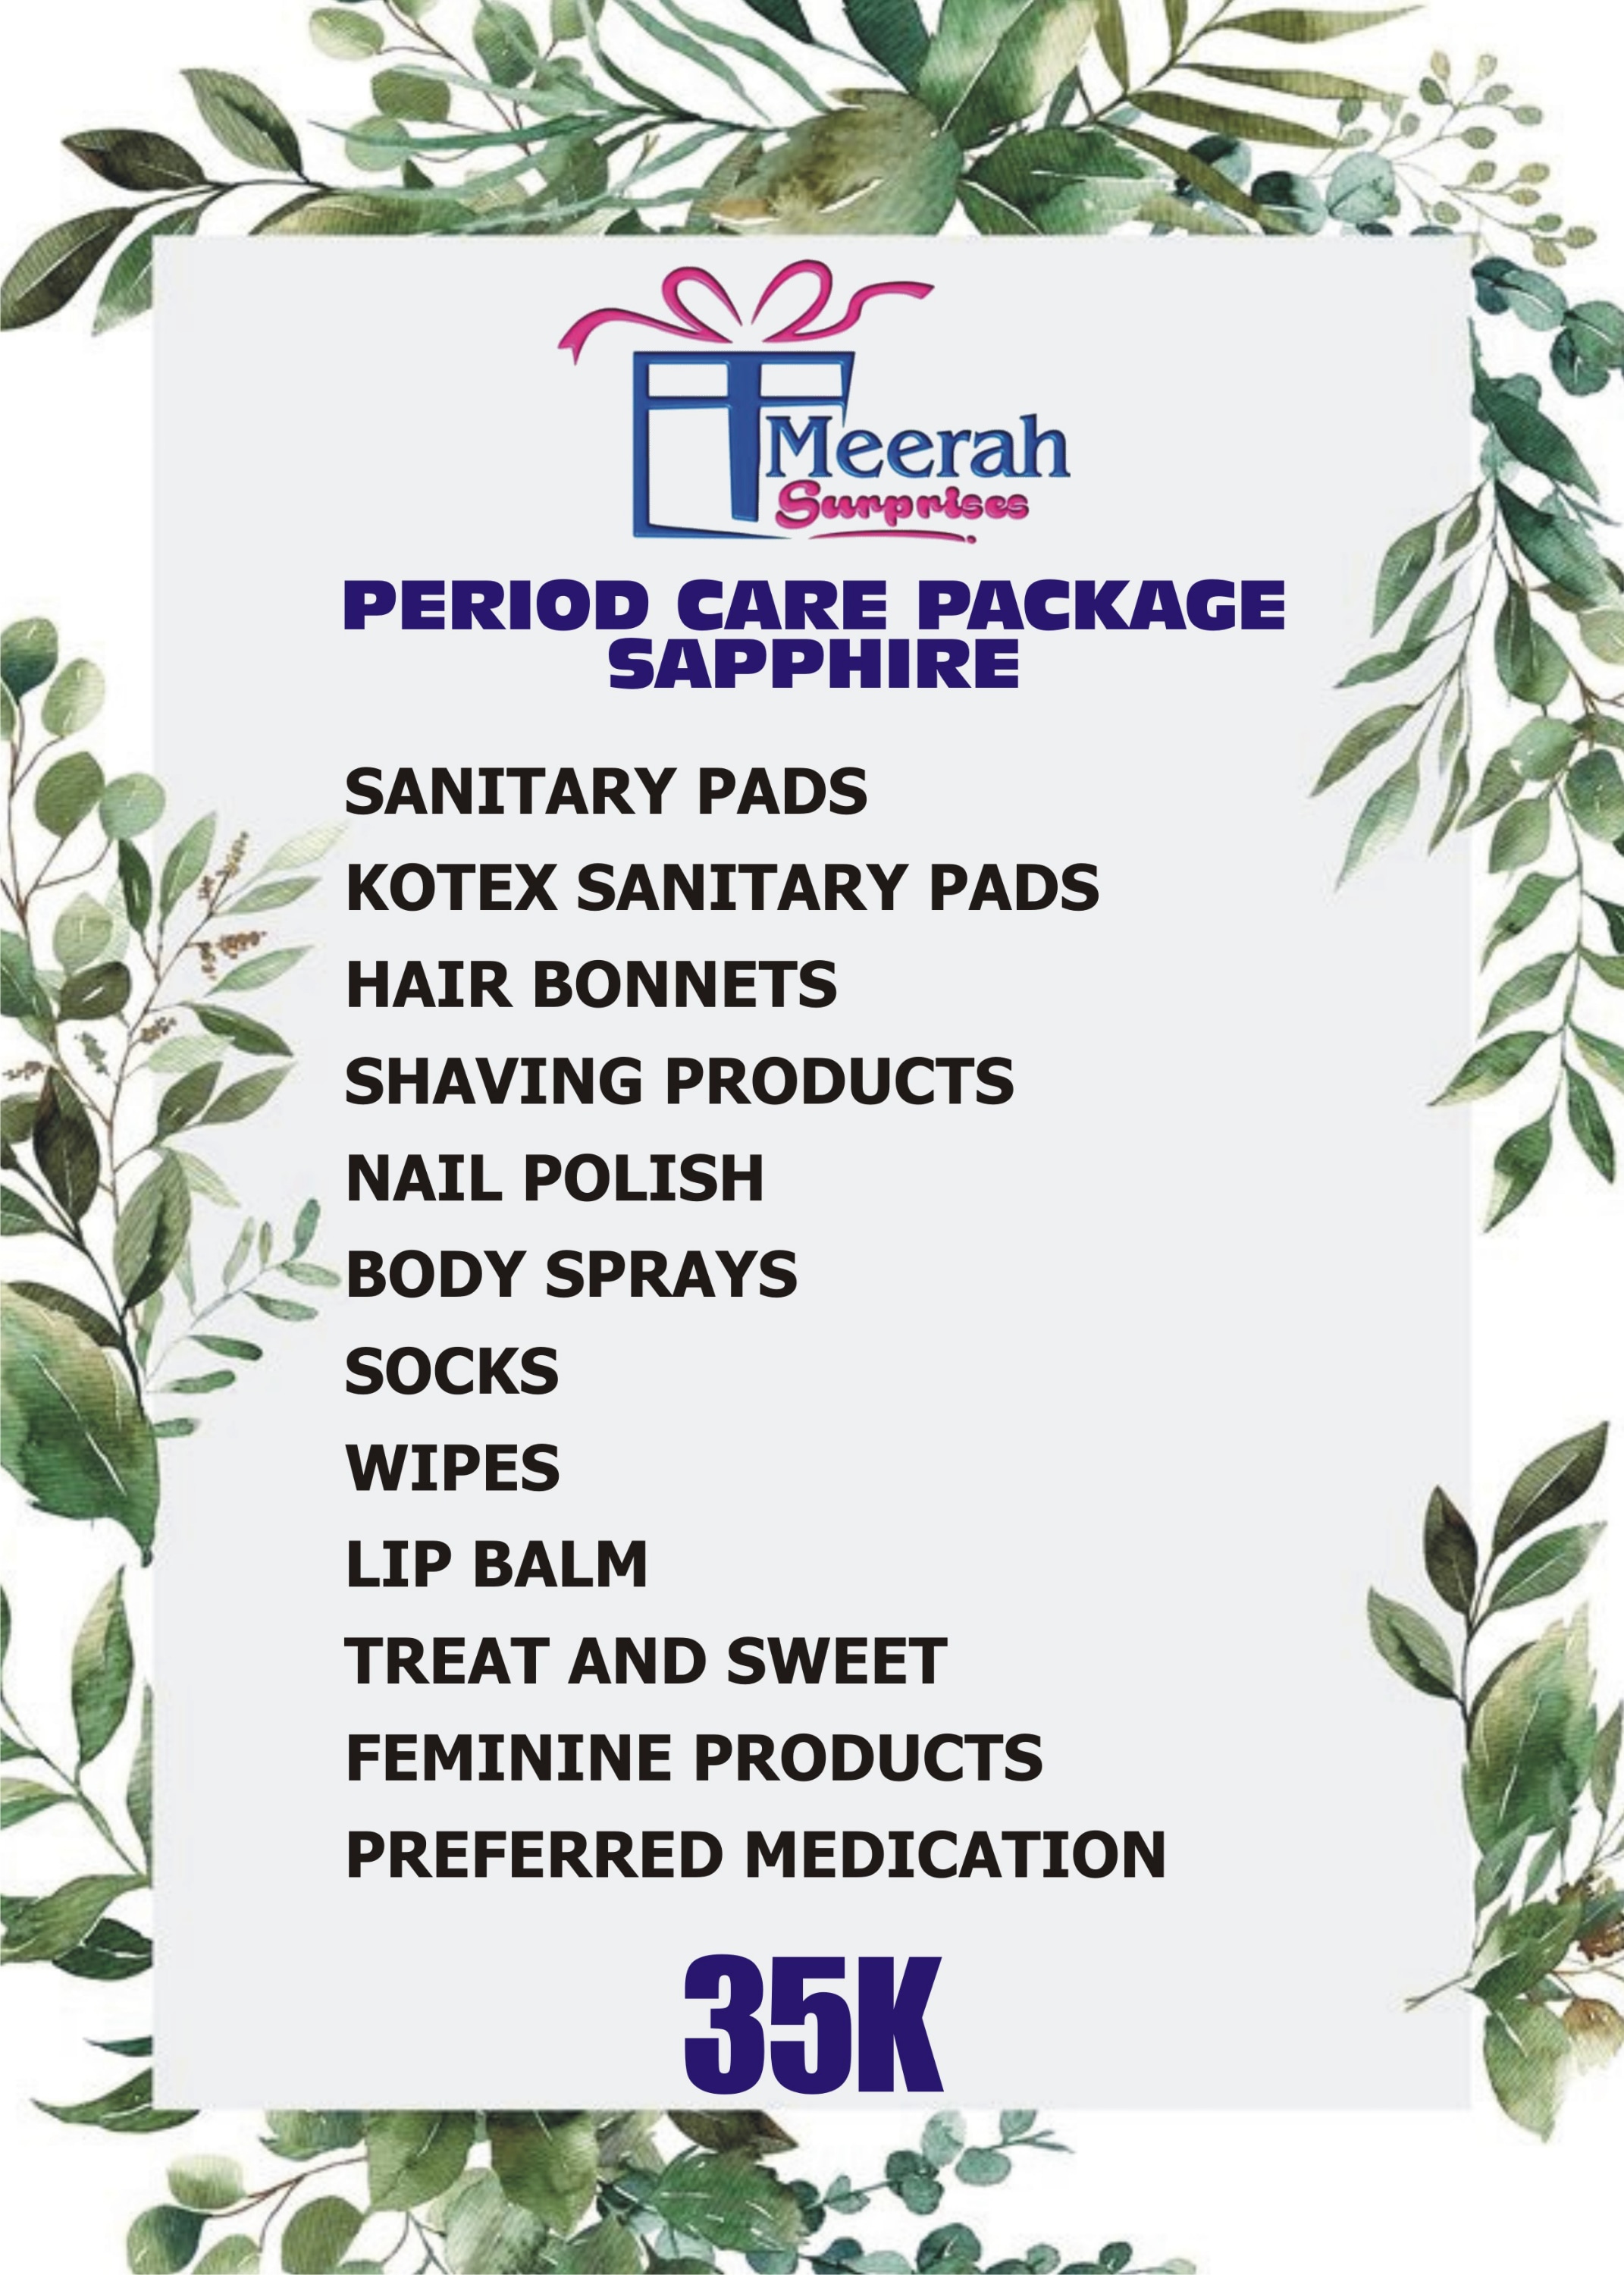 Meerah
Surprises
PERIOD CARE PACKAGE
SAPPHIRE
SANITARY PADS
KOTEX SANITARY PADS
HAIR BONNETS
SHAVING PRODUCTS
NAIL POLISH
BODY SPRAYS
SOCKS
WIPES
LIP BALM
TREAT AND SWEET
FEMININE PRODUCTS
PREFERRED MEDICATION
35K